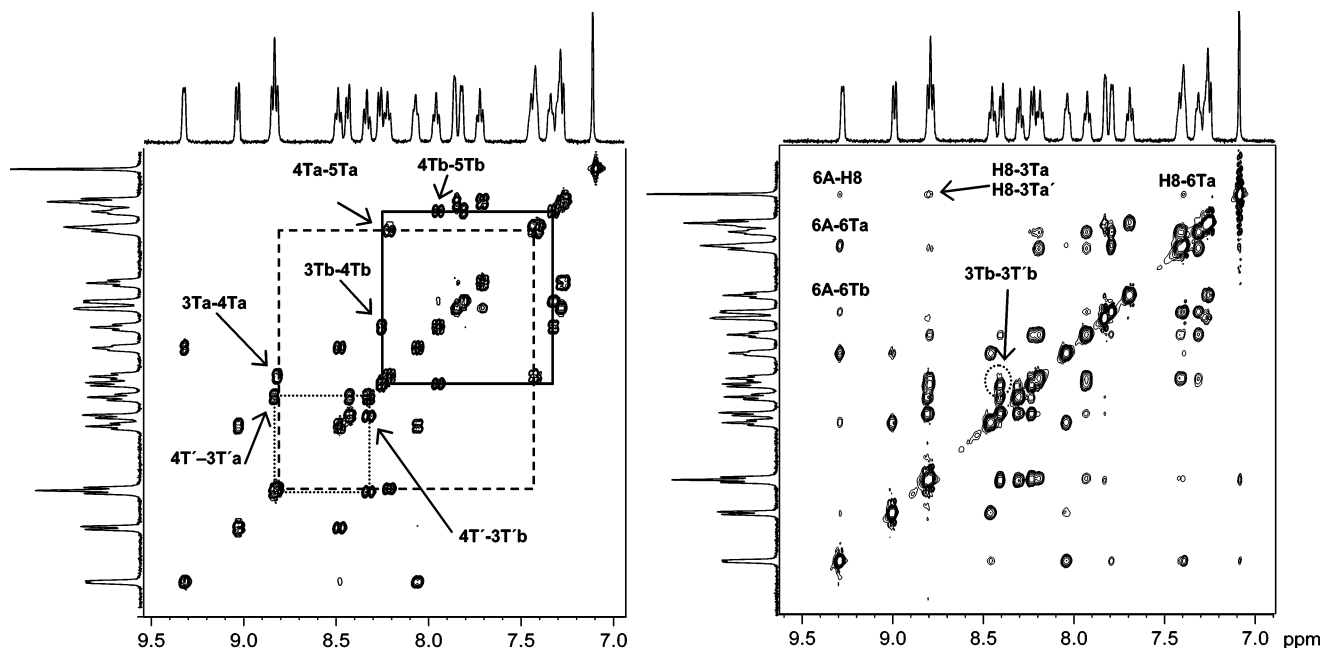 4Ta-5Ta
4Tb-5Tb
3Tb-4Tb
3Ta-4Ta
4T´–3T´a
4T´-3T´b
9.5 9.0 8.5 8.0 7.5 7.0
6A-H8
H8-3Ta
H8-3Ta´
H8-6Ta
6A-6Ta
6A-6Tb
3Tb-3T´b
9.5 9.0 8.5 8.0 7.5 7.0 ppm